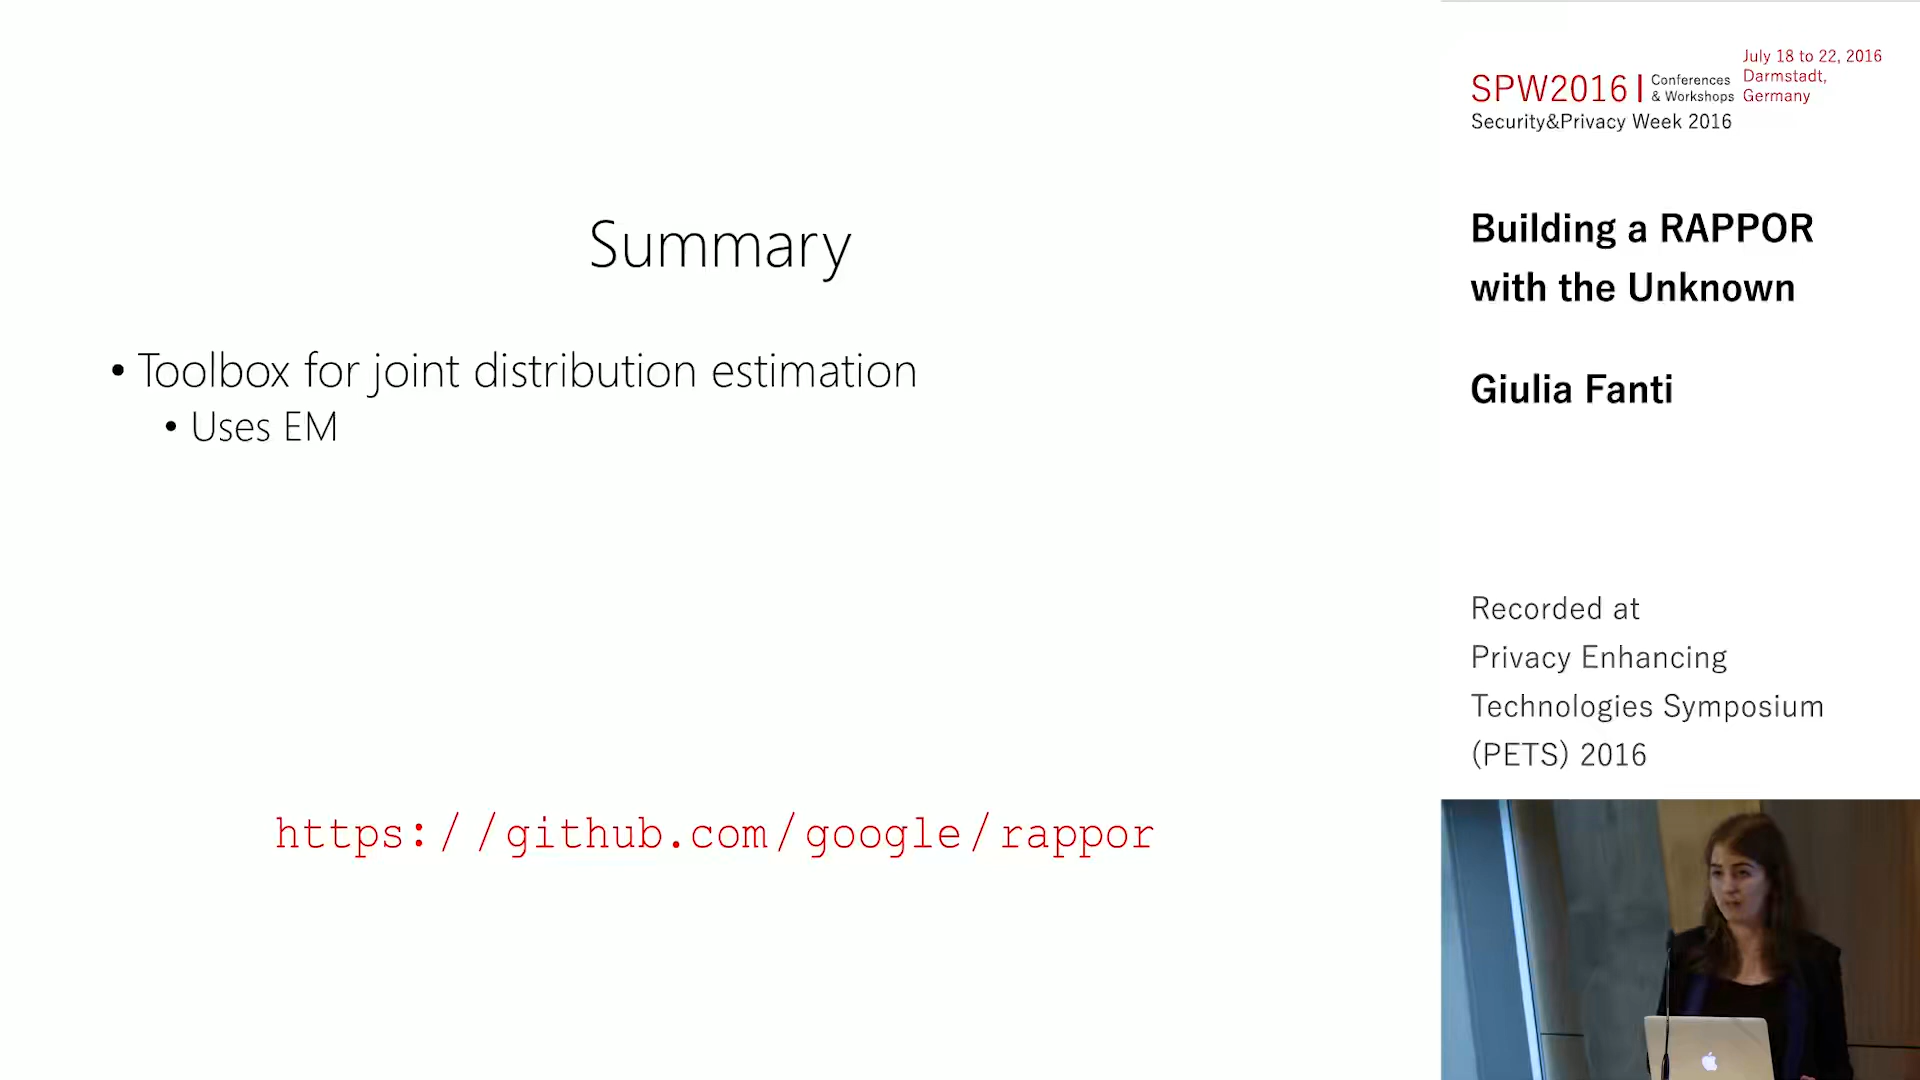 Summary
• Toolbox for joint distribution estimation
• Uses EM
https://github.com/google/rappor
SPW2016 | Conferences & Workshops
July 18 to 22, 2016
Darmstadt,
Germany
Security&Privacy Week 2016
Building a RAPPOR
with the Unknown
Giulia Fanti
Recorded at
Privacy Enhancing
Technologies Symposium
(PETS) 2016